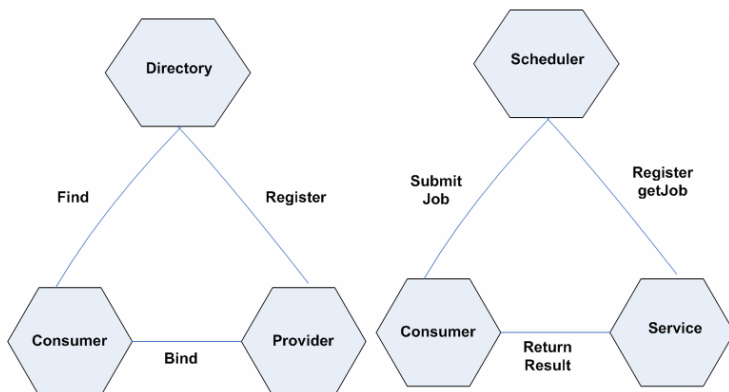 Directory
Find
Register
Consumer
Bind
Provider
Scheduler
Submit
Job
Register
getJob
Consumer
Return
Result
Service